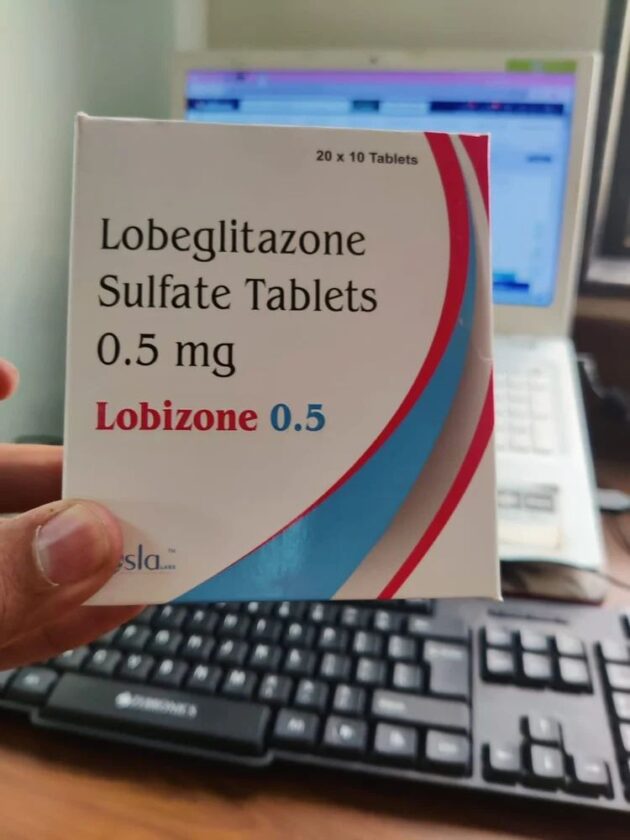 20 x 10 Tablets
Lobeglitazone
Sulfate Tablets
0.5 mg
Lobizone 0.5